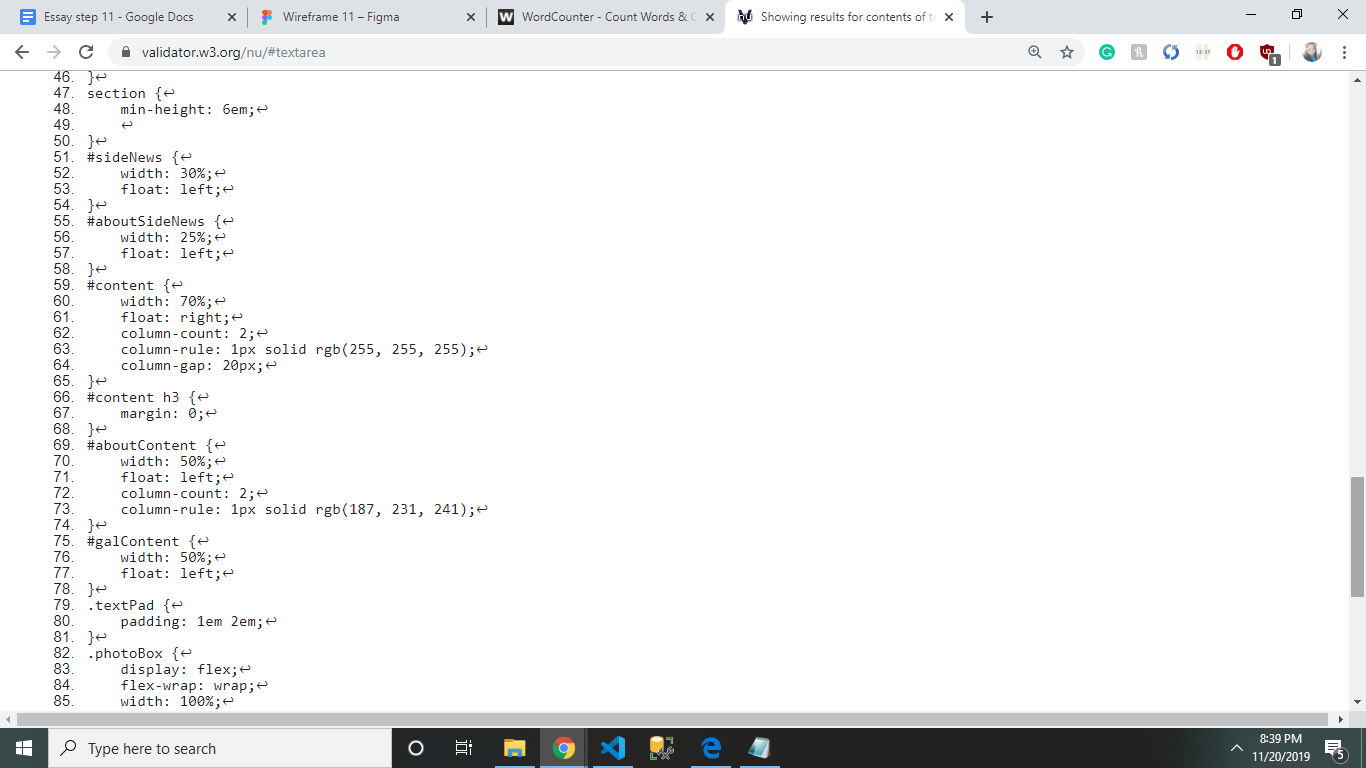 Essay step 11 - Google Docs
Wireframe 11 – Figma
WordCounter - Count Words & C
Showing results for contents of te
validator.w3.org/nu/#textarea
13:37
1
46. }↩
47. section {↩
48. min-height: 6em;↩
49. ↩
50. }↩
51. #sideNews {↩
52. width: 30%;↩
53. float: left;↩
54. }↩
55. #aboutSideNews {↩
56. width: 25%;↩
57. float: left;↩
58. }↩
59. #content {↩
60. width: 70%;↩
61. float: right;↩
62. column-count: 2;↩
63. column-rule: 1px solid rgb(255, 255, 255);↩
64. column-gap: 20px;↩
65. }↩
66. #content h3 {↩
67. margin: 0;↩
68. }↩
69. #aboutContent {↩
70. width: 50%;↩
71. float: left;↩
72. column-count: 2;↩
73. column-rule: 1px solid rgb(187, 231, 241);↩
74. }↩
75. #galContent {↩
76. width: 50%;↩
77. float: left;↩
78. }↩
79. .textPad {↩
80. padding: 1em 2em;↩
81. }↩
82. .photoBox {↩
83. display: flex;↩
84. flex-wrap: wrap;↩
85. width: 100%;↩
Type here to search
8:39 PM
11/20/2019
5